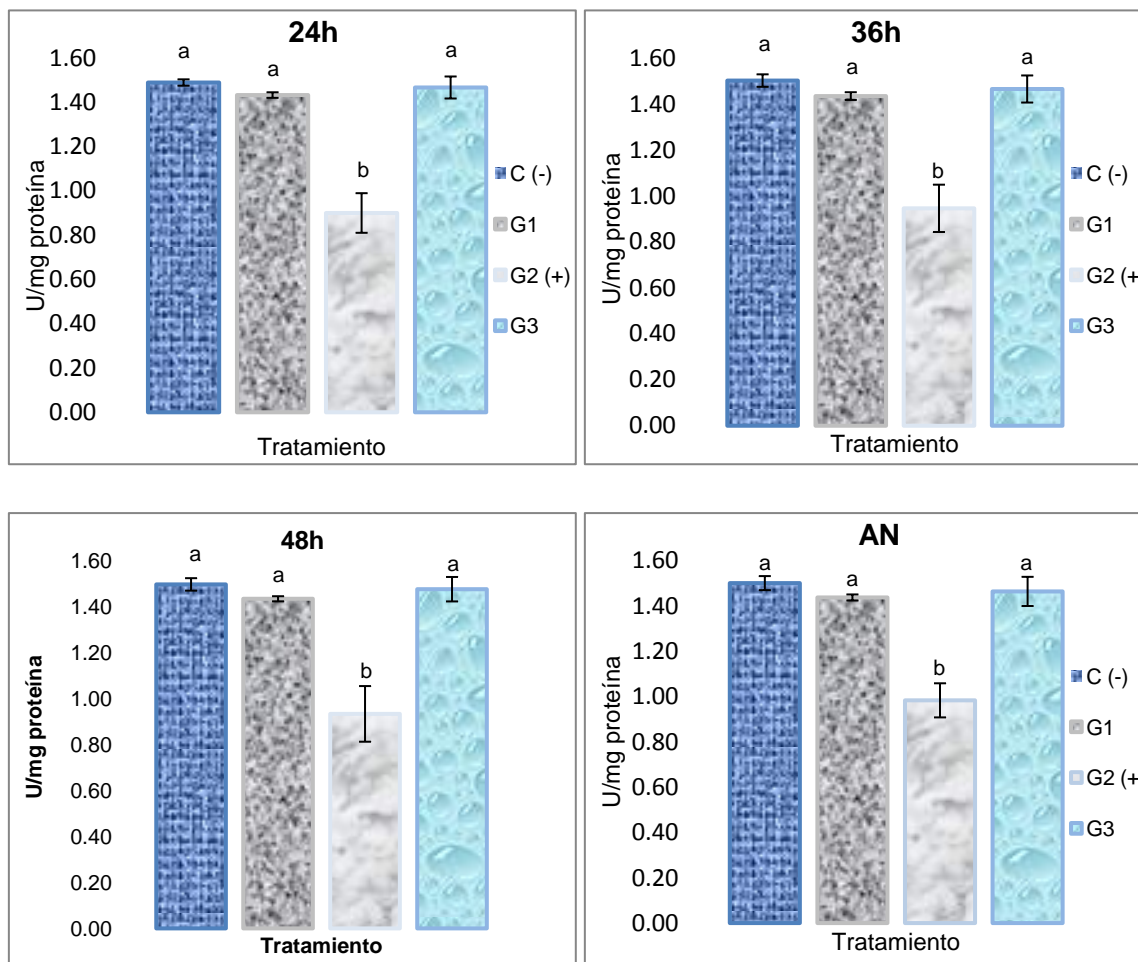 24h
U/mg proteína
1.60
1.40
1.20
1.00
0.80
0.60
0.40
0.20
0.00
a
a
b
a
Tratamiento
C (-)
G1
G2 (+)
G3
36h
U/mg proteína
1.60
1.40
1.20
1.00
0.80
0.60
0.40
0.20
0.00
a
a
b
a
Tratamiento
C (-)
G1
G2 (+
G3
48h
U/mg proteína
1.60
1.40
1.20
1.00
0.80
0.60
0.40
0.20
0.00
a
a
b
a
Tratamiento
AN
U/mg proteína
1.60
1.40
1.20
1.00
0.80
0.60
0.40
0.20
0.00
a
a
b
a
Tratamiento
C (-)
G1
G2 (+
G3